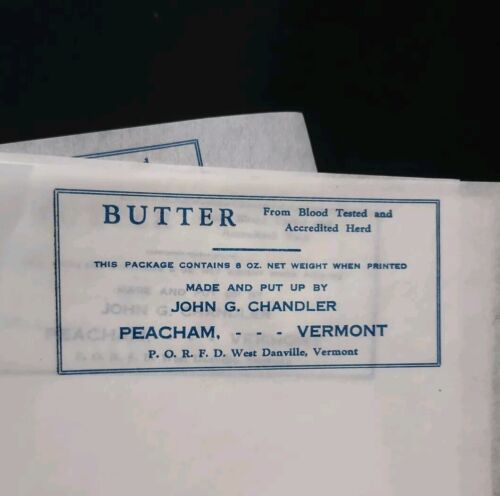 BUTTER From Blood Tested and
Accredited Herd
THIS PACKAGE CONTAINS 8 OZ. NET WEIGHT WHEN PRINTED
MADE AND PUT UP BY
JOHN G. CHANDLER
PEACHAM, - - - VERMONT
P. O. R. F. D. West Danville, Vermont